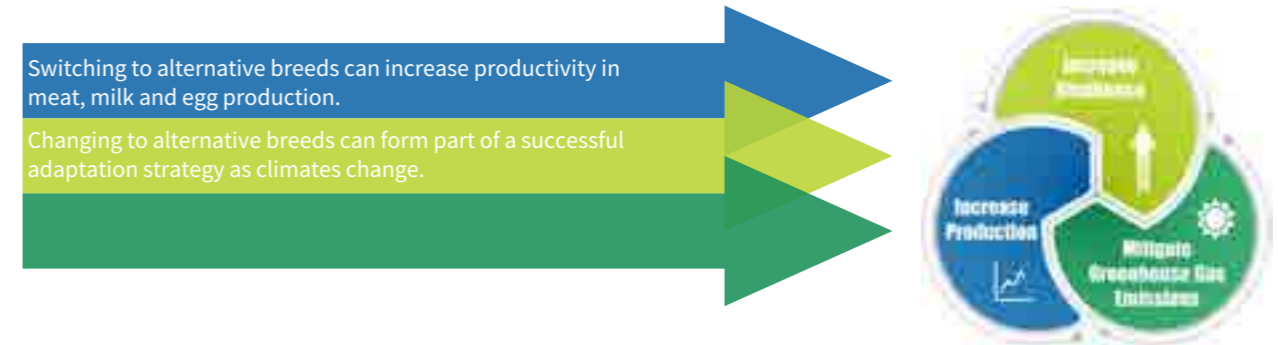 Switching to alternative breeds can increase productivity in
meat, milk and egg production.
Changing to alternative breeds can form part of a successful
adaptation strategy as climates change.
Increase
Increase
Production
Mitigate
Greenhouse Gas
Emissions